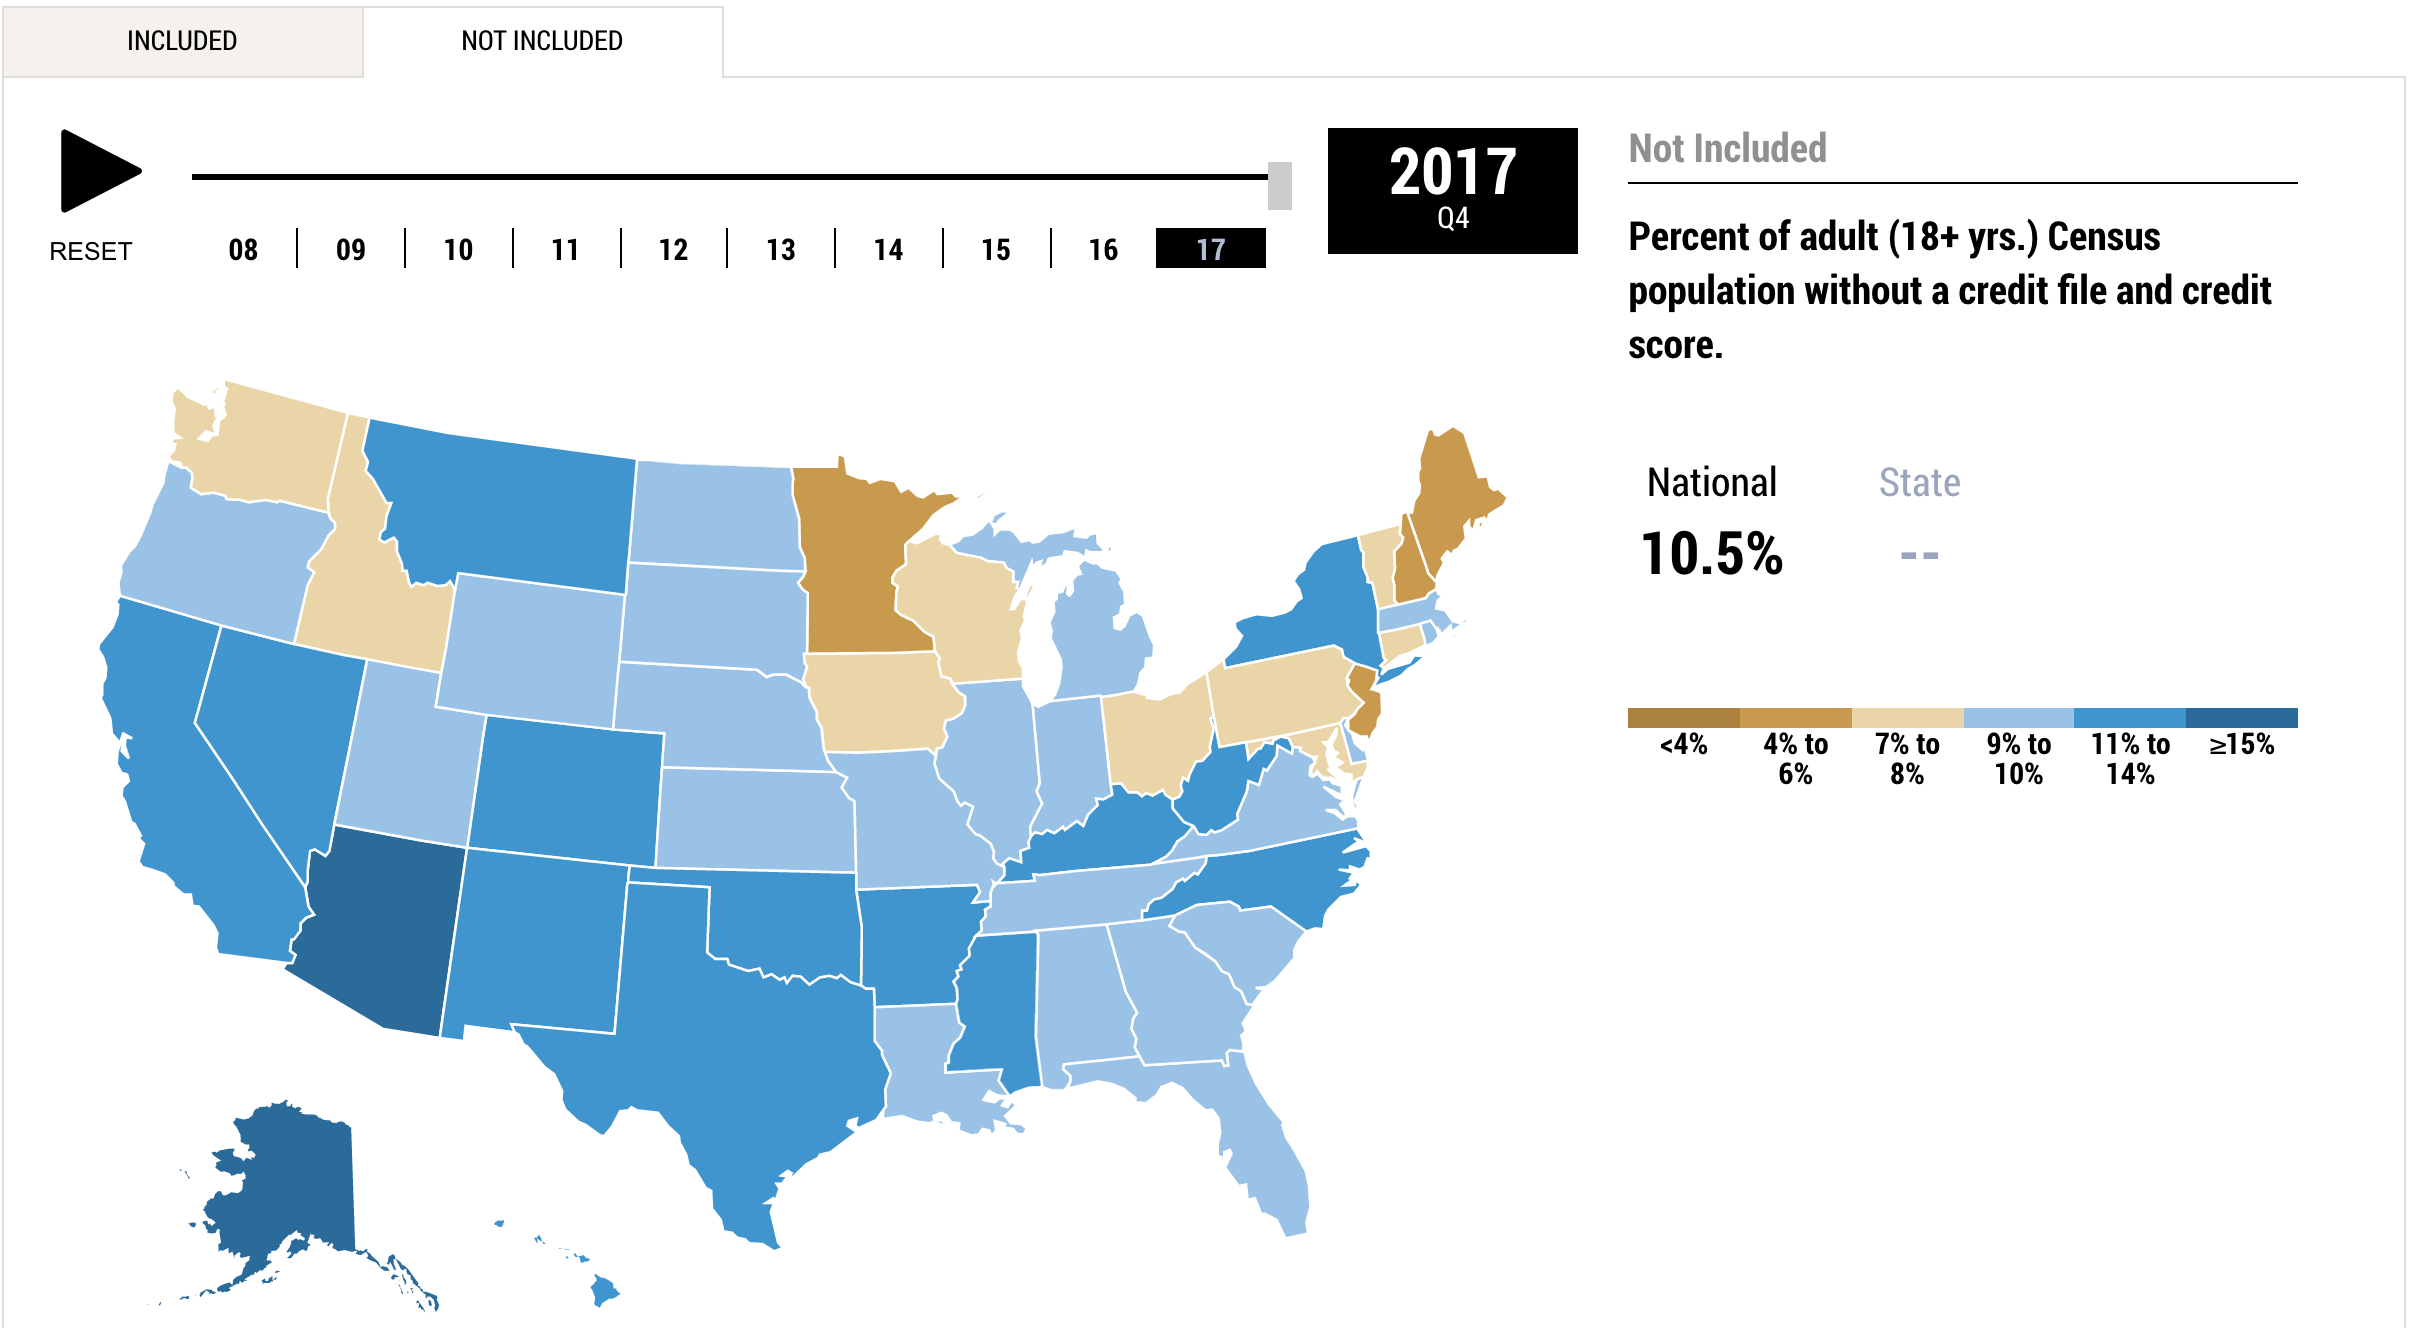 INCLUDED
NOT INCLUDED
RESET
08
09
10
11
12
13
14
15
16
17
2017
Q4
Not Included
Percent of adult (18+ yrs.) Census
population without a credit file and credit
score.
National
State
10.5%
--
<4%
4% to
6%
7% to
8%
9% to
10%
11% to
14%
≥15%